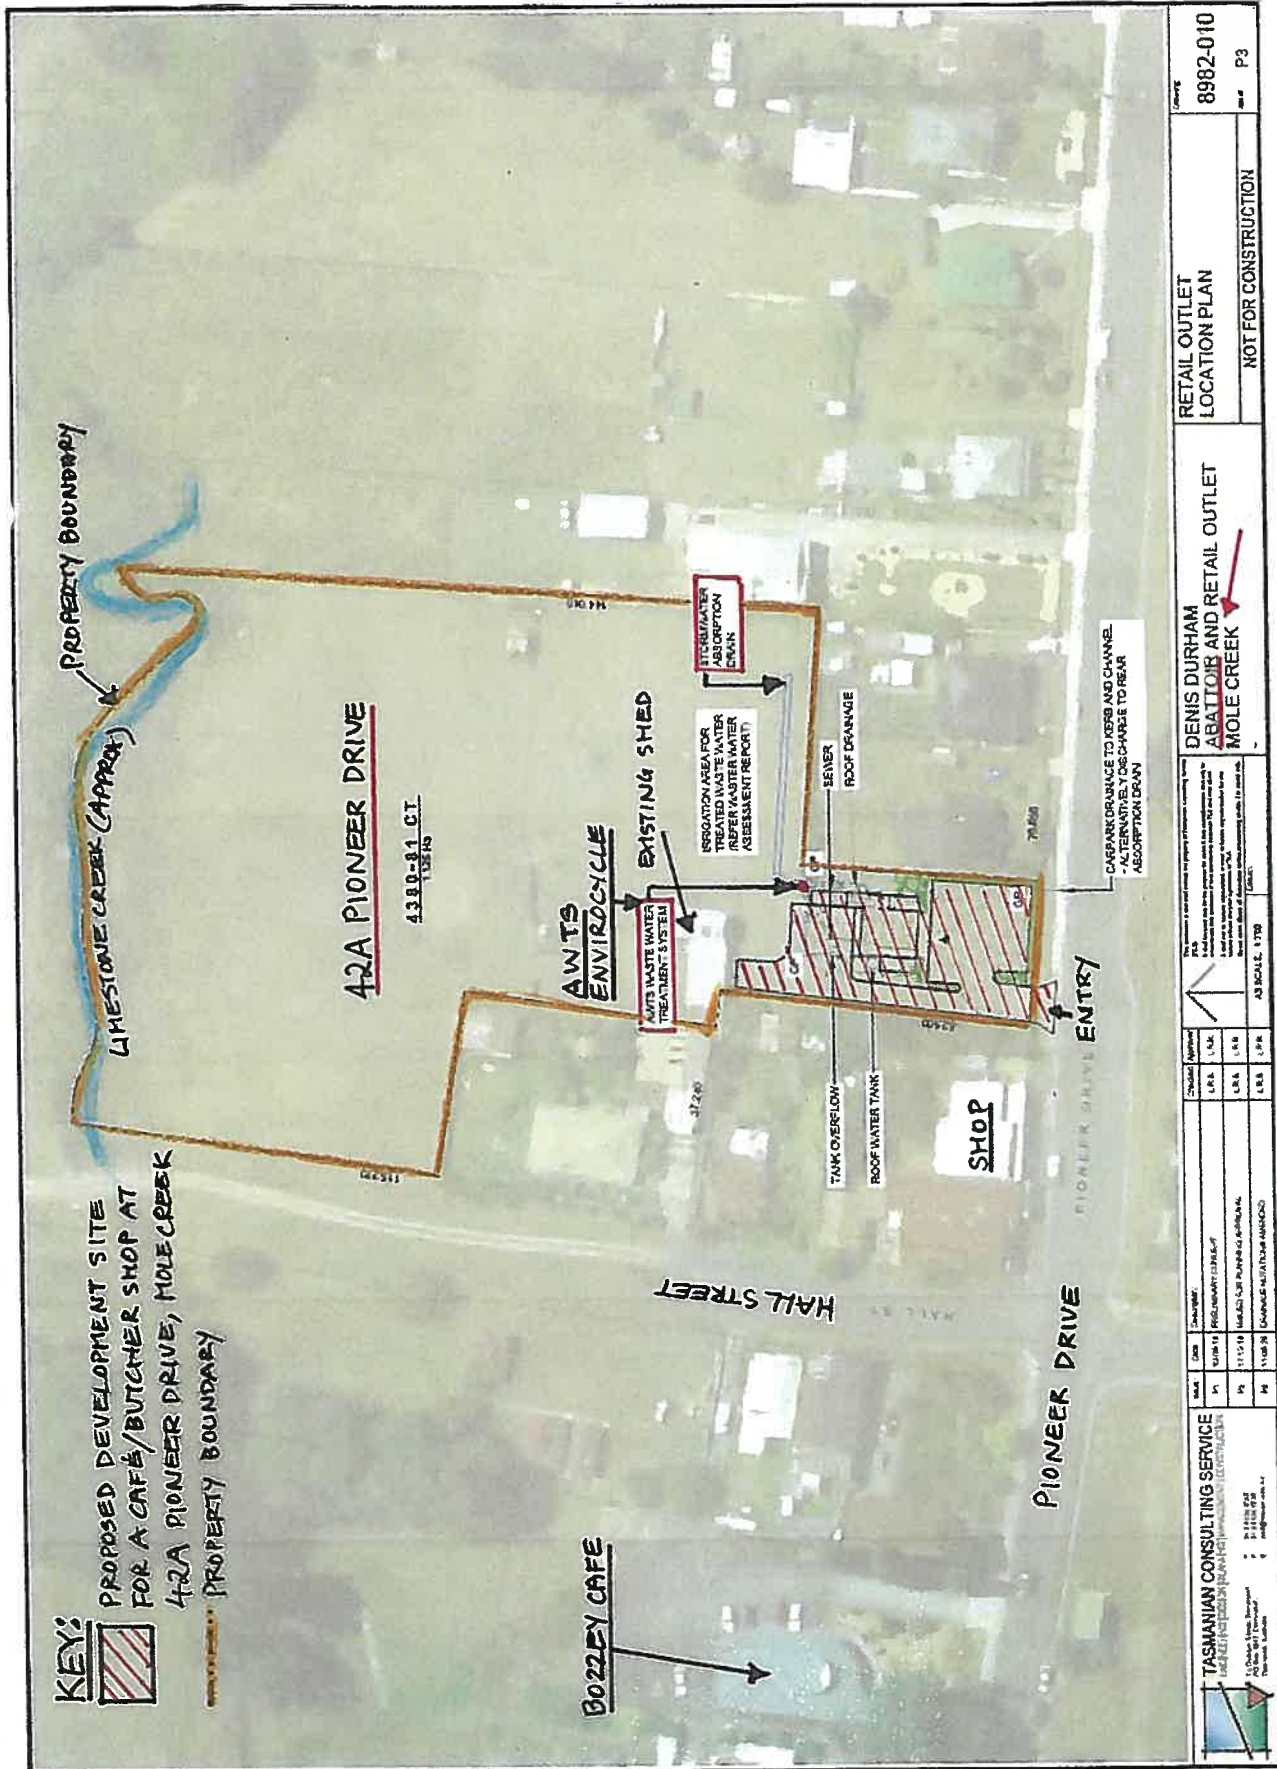 KEY:
PROPOSED DEVELOPMENT SITE
FOR A CAFÉ/BUTCHER SHOP AT
42A PIONEER DRIVE, MOLE CREEK
PROPERTY BOUNDARY
LIMESTONE CREEK (APPROX)
PROPERTY BOUNDARY
42A PIONEER DRIVE
BOZZEY CAFE
AWTS
ENVIROCYCLE
AWTS WASTE WATER
TREATMENT SYSTEM
EXISTING SHED
STORMWATER
ABSORPTION
DRAIN
IRRIGATION AREA FOR
TREATED WASTE WATER
(REFER WASTER WATER
ASSESSMENT REPORT)
HALL STREET
HALL ST
TANK OVERFLOW
ROOF WATER TANK
SEWER
ROOF DRAINAGE
SHOP
ENTRY
PIONEER DRIVE
PIONEER DRIVE
CARPARK DRAINAGE TO KERB AND CHANNEL
- ALTERNATIVELY DISCHARGE TO REAR
ABSORPTION DRAIN
TASMANIAN CONSULTING SERVICE
DENIS DURHAM
ABATTOIR AND RETAIL OUTLET
MOLE CREEK
RETAIL OUTLET
LOCATION PLAN
NOT FOR CONSTRUCTION
8982-010
P3